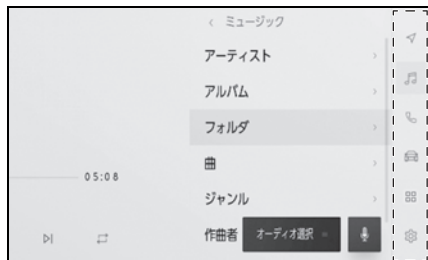 < ミュージック
アーティスト
アルバム
フォルダ
曲
ジャンル
作曲者
オーディオ選択
05:08